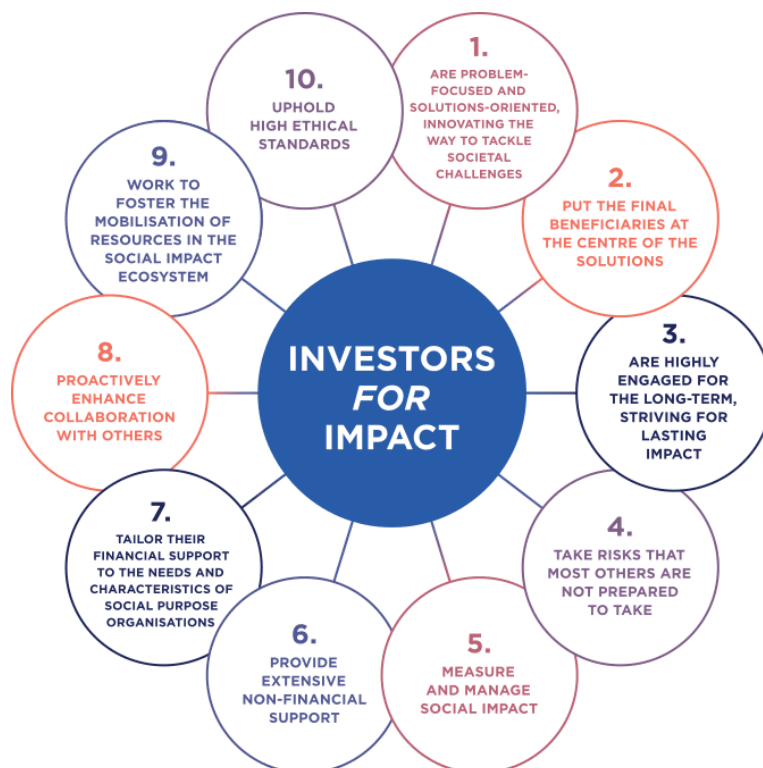 INVESTORS
FOR
IMPACT
1.
ARE PROBLEM-
FOCUSED AND
SOLUTIONS-ORIENTED,
INNOVATING THE
WAY TO TACKLE
SOCIETAL
CHALLENGES
2.
PUT THE FINAL
BENEFICIARIES AT
THE CENTRE OF THE
SOLUTIONS
3.
ARE HIGHLY
ENGAGED FOR
THE LONG-TERM,
STRIVING FOR
LASTING
IMPACT
4.
TAKE RISKS THAT
MOST OTHERS ARE
NOT PREPARED
TO TAKE
5.
MEASURE
AND MANAGE
SOCIAL IMPACT
6.
PROVIDE
EXTENSIVE
NON-FINANCIAL
SUPPORT
7.
TAILOR THEIR
FINANCIAL SUPPORT
TO THE NEEDS AND
CHARACTERISTICS OF
SOCIAL PURPOSE
ORGANISATIONS
8.
PROACTIVELY
ENHANCE
COLLABORATION
WITH OTHERS
9.
WORK TO
FOSTER THE
MOBILISATION OF
RESOURCES IN THE
SOCIAL IMPACT
ECOSYSTEM
10.
UPHOLD
HIGH ETHICAL
STANDARDS